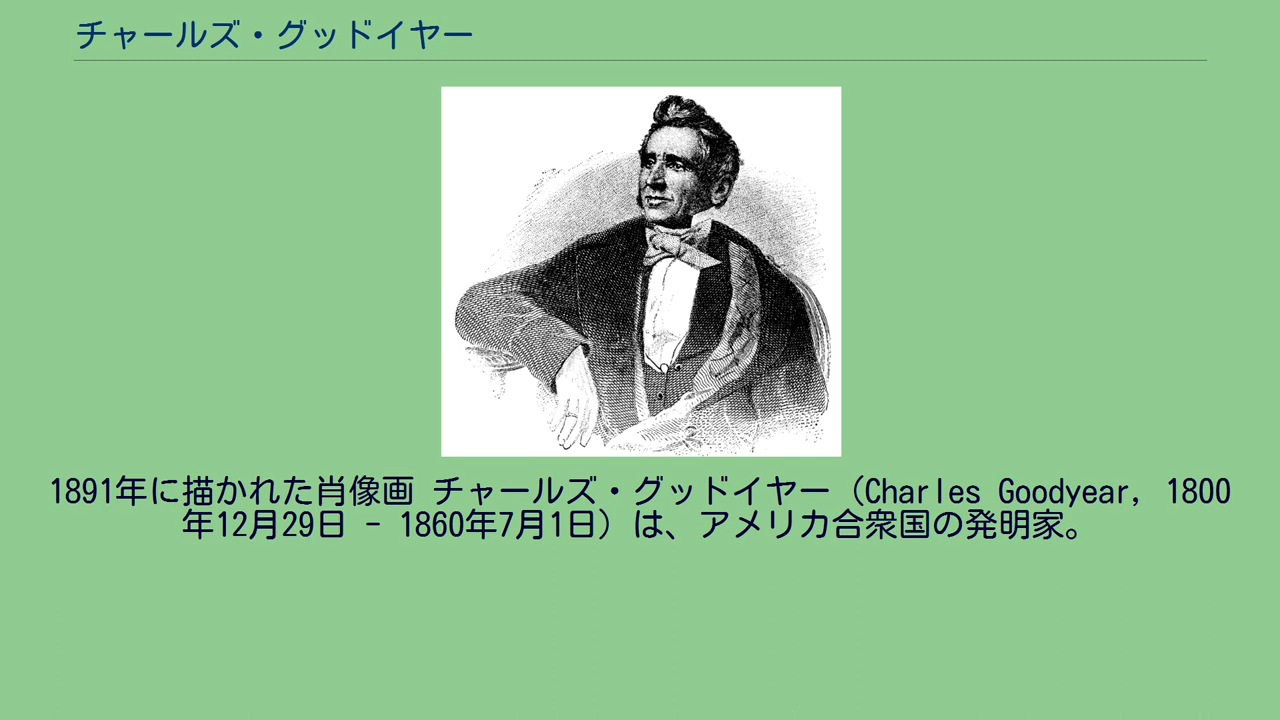 チャールズ・グッドイヤー
1891年に描かれた肖像画 チャールズ・グッドイヤー（Charles Goodyear, 1800
年12月29日 - 1860年7月1日）は、アメリカ合衆国の発明家。